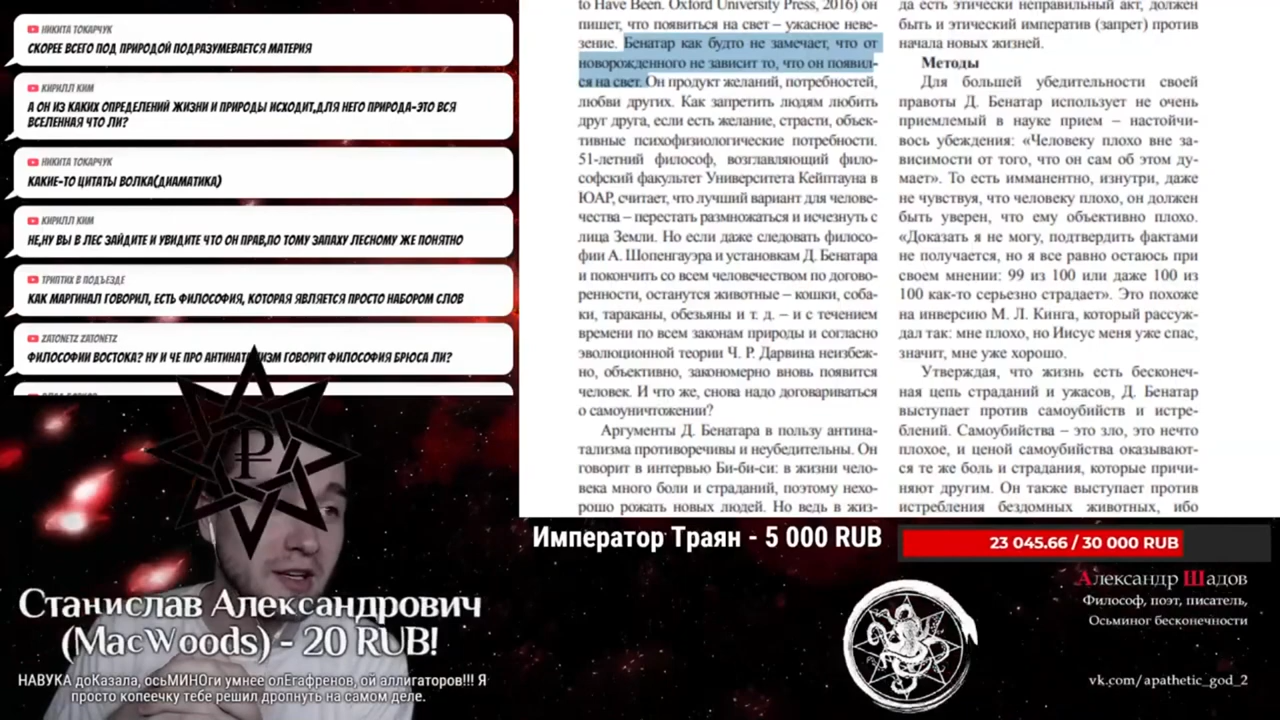 НИКИТА ТОКАРЧУК
СКОРЕЕ ВСЕГО ПОД ПРИРОДОЙ ПОДРАЗУМЕВАЕТСЯ МАТЕРИЯ
КИРИЛЛ КИМ
А ОН ИЗ КАКИХ ОПРЕДЕЛЕНИЙ ЖИЗНИ И ПРИРОДЫ ИСХОДИТ,ДЛЯ НЕГО ПРИРОДА-ЭТО ВСЯ
ВСЕЛЕННАЯ ЧТО ЛИ?
НИКИТА ТОКАРЧУК
КАКИЕ-ТО ЦИТАТЫ ВОЛКА(ДИАМАТИКА)
КИРИЛЛ КИМ
НЕ,НУ ВЫ В ЛЕС ЗАЙДИТЕ И УВИДИТЕ ЧТО ОН ПРАВ,ПО ТОМУ ЗАПАХУ ЛЕСНОМУ ЖЕ ПОНЯТНО
ТРИПТИХ В ПОДЪЕЗДЕ
КАК МАРГИНАЛ ГОВОРИЛ, ЕСТЬ ФИЛОСОФИЯ, КОТОРАЯ ЯВЛЯЕТСЯ ПРОСТО НАБОРОМ СЛОВ
ZATONETZ ZATONETZ
ФИЛОСОФИИ ВОСТОКА? НУ И ЧЕ ПРО АНТИНАТАЛИЗМ ГОВОРИТ ФИЛОСОФИЯ БРЮСА ЛИ?
to Have Been. Oxford University Press, 2016) он
пишет, что появиться на свет – ужасное неве-
зение. Бенатар как будто не замечает, что от
новорожденного не зависит то, что он появил-
ся на свет. Он продукт желаний, потребностей,
любви других. Как запретить людям любить
друг друга, если есть желание, страсти, объек-
тивные психофизиологические потребности.
51-летний философ, возглавляющий фило-
софский факультет Университета Кейптауна в
ЮАР, считает, что лучший вариант для челове-
чества – перестать размножаться и исчезнуть с
лица Земли. Но если даже следовать филосо-
фии А. Шопенгауэра и установкам Д. Бенатара
и покончить со всем человечеством по догово-
ренности, останутся животные – кошки, соба-
ки, тараканы, обезьяны и т. д. – и с течением
времени по всем законам природы и согласно
эволюционной теории Ч. Р. Дарвина неизбеж-
но, объективно, закономерно вновь появится
человек. И что же, снова надо договариваться
о самоуничтожении?
Аргументы Д. Бенатара в пользу антина-
тализма противоречивы и неубедительны. Он
говорит в интервью Би-би-си: в жизни чело-
века много боли и страданий, поэтому нехо-
рошо рожать новых людей. Но ведь в жиз-
да есть этически неправильный акт, должен
быть и этический императив (запрет) против
начала новых жизней.
Методы
Для большей убедительности своей
правоты Д. Бенатар использует не очень
приемлемый в науке прием – настойчи-
вось убеждения: «Человеку плохо вне за-
висимости от того, что он сам об этом ду-
мает». То есть имманентно, изнутри, даже
не чувствуя, что человеку плохо, он должен
быть уверен, что ему объективно плохо.
«Доказать я не могу, подтвердить фактами
не получается, но я все равно остаюсь при
своем мнении: 99 из 100 или даже 100 из
100 как-то серьезно страдает». Это похоже
на инверсию М. Л. Кинга, который рассуж-
дал так: мне плохо, но Иисус меня уже спас,
значит, мне уже хорошо.
Утверждая, что жизнь есть бесконеч-
ная цепь страданий и ужасов, Д. Бенатар
выступает против самоубийств и истре-
блений. Самоубийства – это зло, это нечто
плохое, и ценой самоубийства оказывают-
ся те же боль и страдания, которые причи-
няют другим. Он также выступает против
истребления бездомных животных, ибо
Император Траян - 5 000 RUB
23 045.66 / 30 000 RUB
Александр Шадов
Философ, поэт, писатель,
Осьминог бесконечности
vk.com/apathetic_god_2
₽
Станислав Александрович
(MacWoods) - 20 RUB!
НАВУКА доКазала, осьМИНОги умнее олЕгафренов, ой аллигаторов!!! Я
просто копеечку тебе решил дропнуть на самом деле.